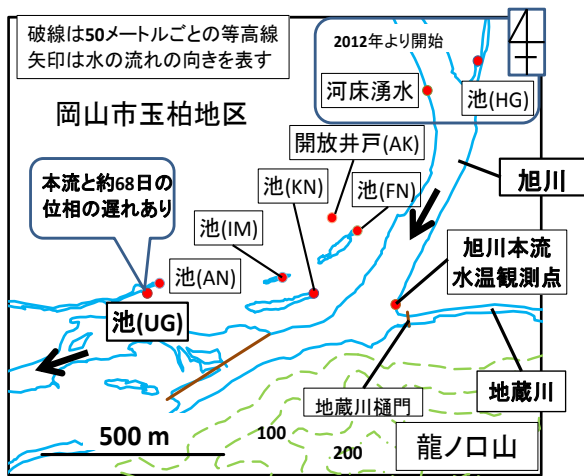 破線は50メートルごとの等高線
矢印は水の流れの向きを表す
2012年より開始
河床湧水
池(HG)
岡山市玉柏地区
開放井戸(AK)
本流と約68日の
位相の遅れあり
池(KN)
池(FN)
旭川
池(IM)
池(AN)
旭川本流
水温観測点
池(UG)
地蔵川樋門
地蔵川
500 m
100
200
龍ノ口山